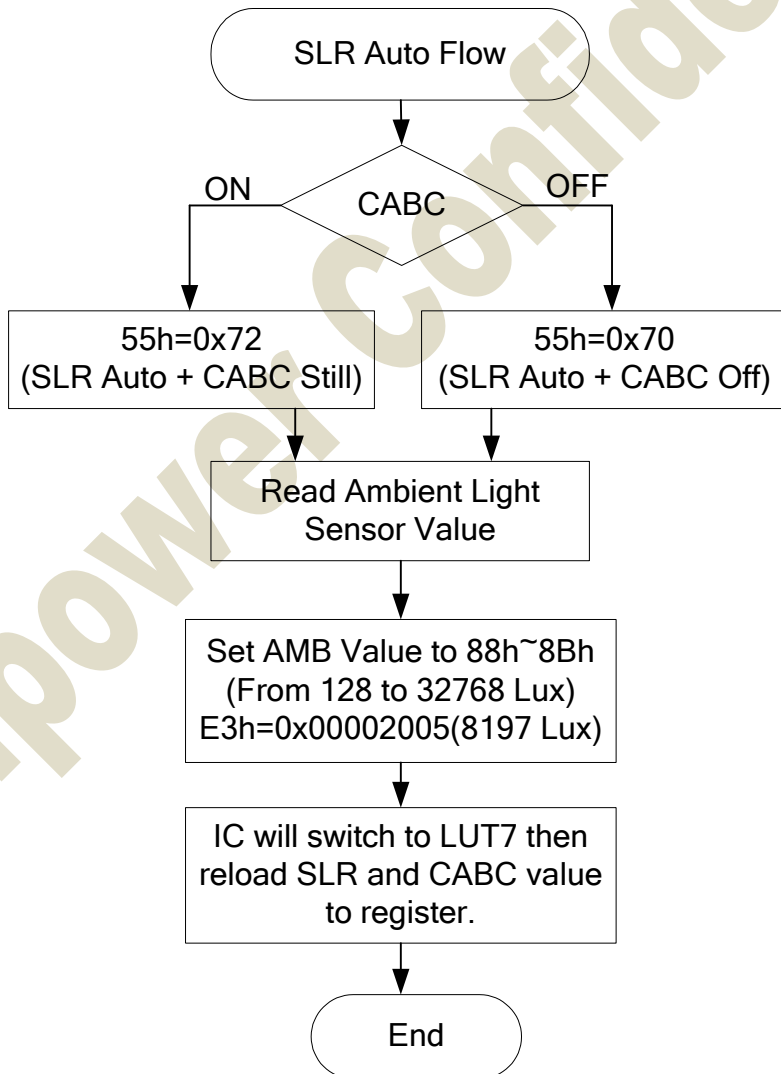 SLR Auto Flow
ON
OFF
CABC
55h=0x72
(SLR Auto + CABC Still)
55h=0x70
(SLR Auto + CABC Off)
Read Ambient Light
Sensor Value
Set AMB Value to 88h~8Bh
(From 128 to 32768 Lux)
E3h=0x00002005(8197 Lux)
IC will switch to LUT7 then
reload SLR and CABC value
to register.
End